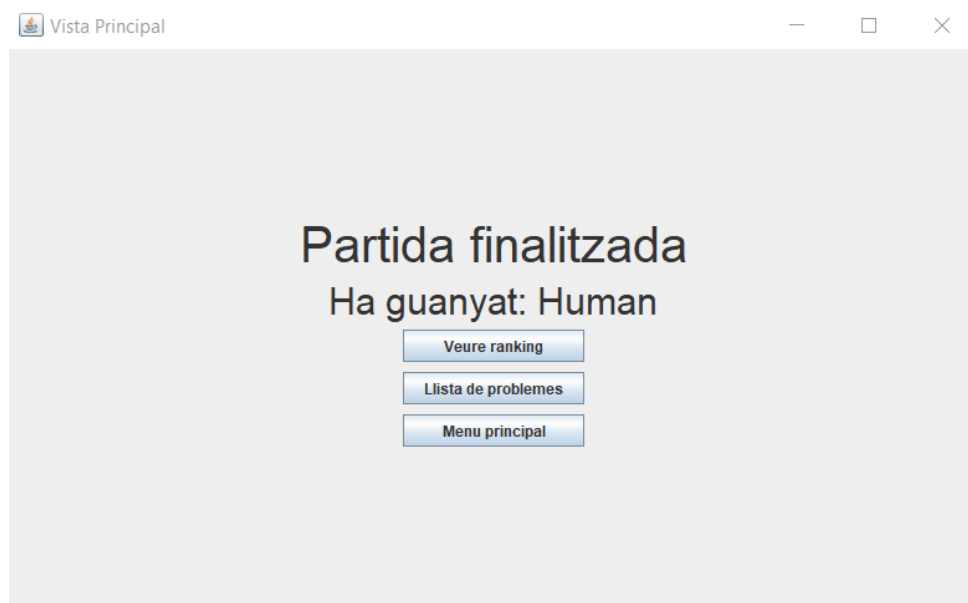 Vista Principal
Partida finalitzada
Ha guanyat: Human
Veure ranking
Llista de problemes
Menu principal